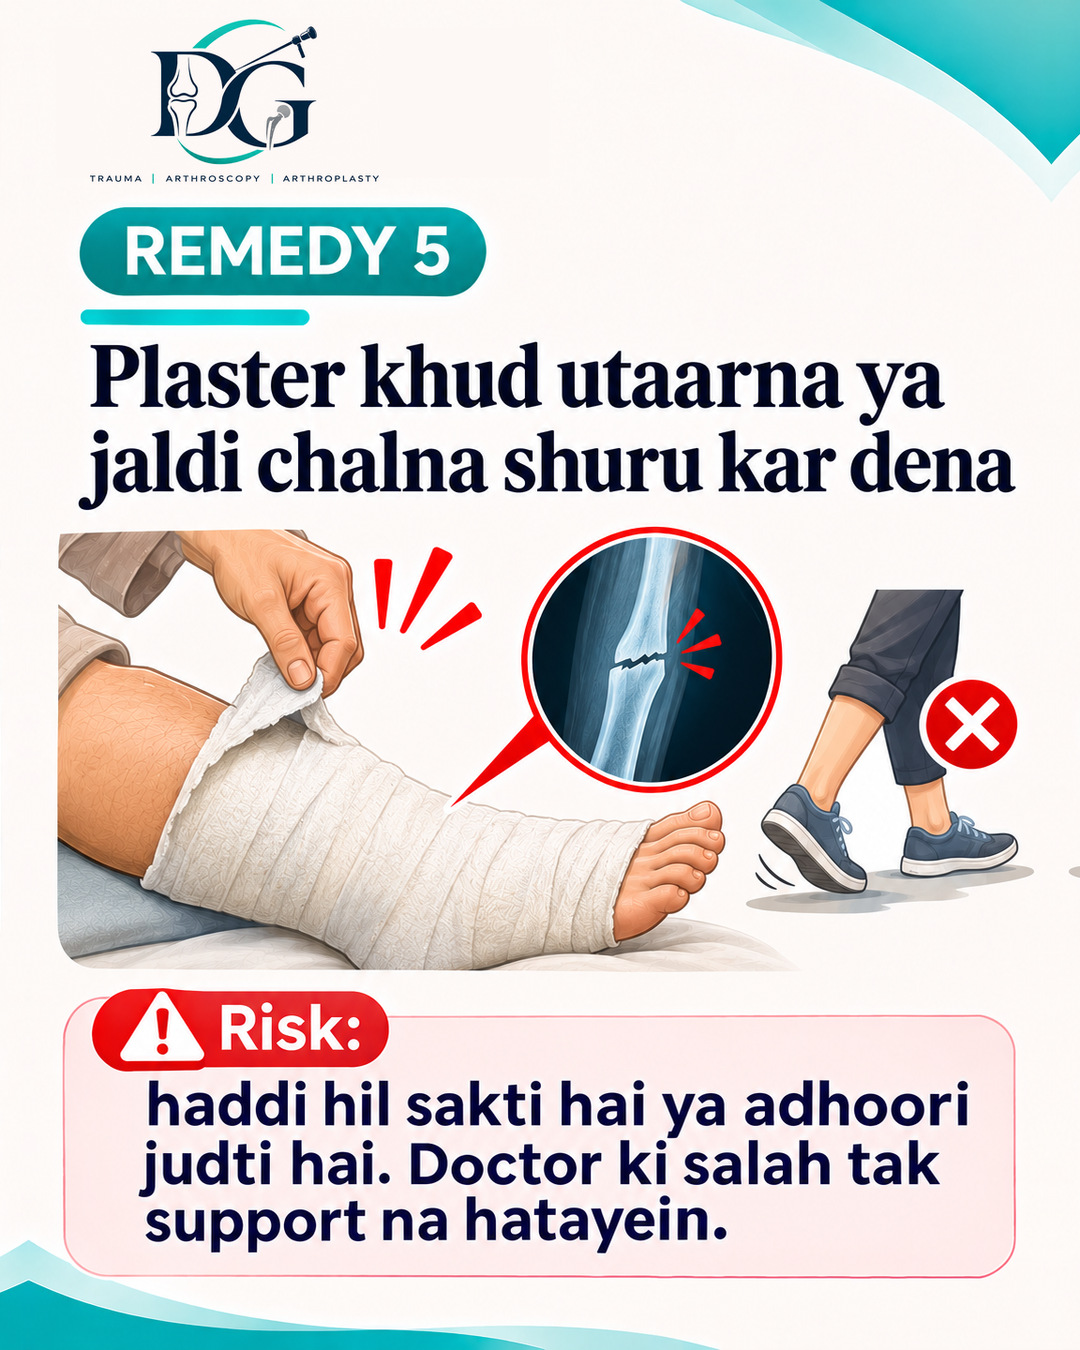 DG
TRAUMA | ARTHROSCOPY | ARTHROPLASTY
REMEDY 5
Plaster khud utaarna ya
jaldi chalna shuru kar dena
Risk:
haddi hil sakti hai ya adhoori
judti hai. Doctor ki salah tak
support na hatayein.